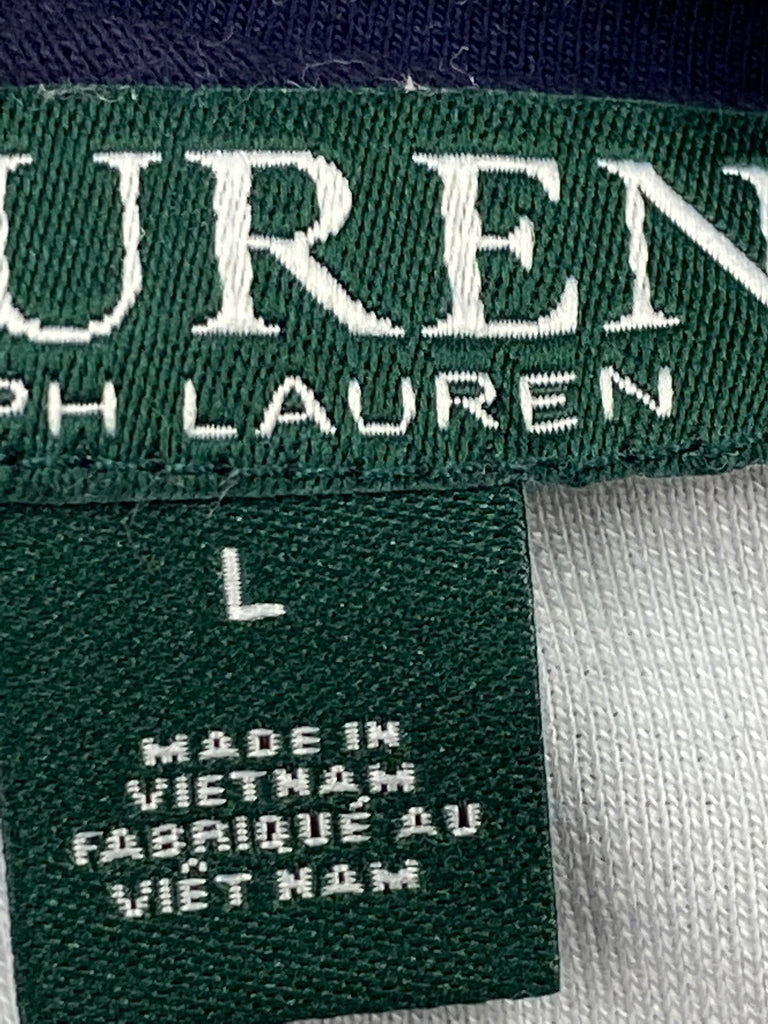 UREN
PH LAUREN
L
MADE IN
VIETNAM
FABRIQUÉ AU
VIÊT NAM